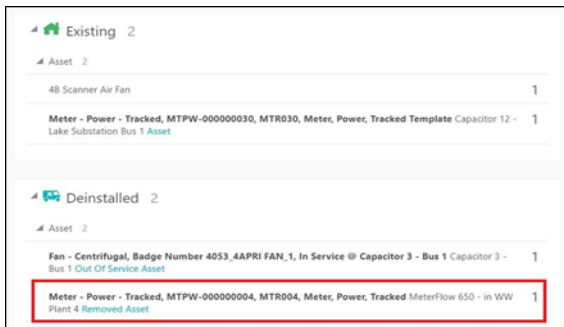 Existing 2
Asset 2
4B Scanner Air Fan 1
Meter - Power - Tracked, MTPW-000000030, MTR030, Meter, Power, Tracked Template Capacitor 12 - 1
Lake Substation Bus 1 Asset
Deinstalled 2
Asset 2
Fan - Centrifugal, Badge Number 4053_4APRI FAN_1, In Service @ Capacitor 3 - Bus 1 Capacitor 3 - 1
Bus 1 Out Of Service Asset
Meter - Power - Tracked, MTPW-000000004, MTR004, Meter, Power, Tracked MeterFlow 650 - in WW 1
Plant 4 Removed Asset